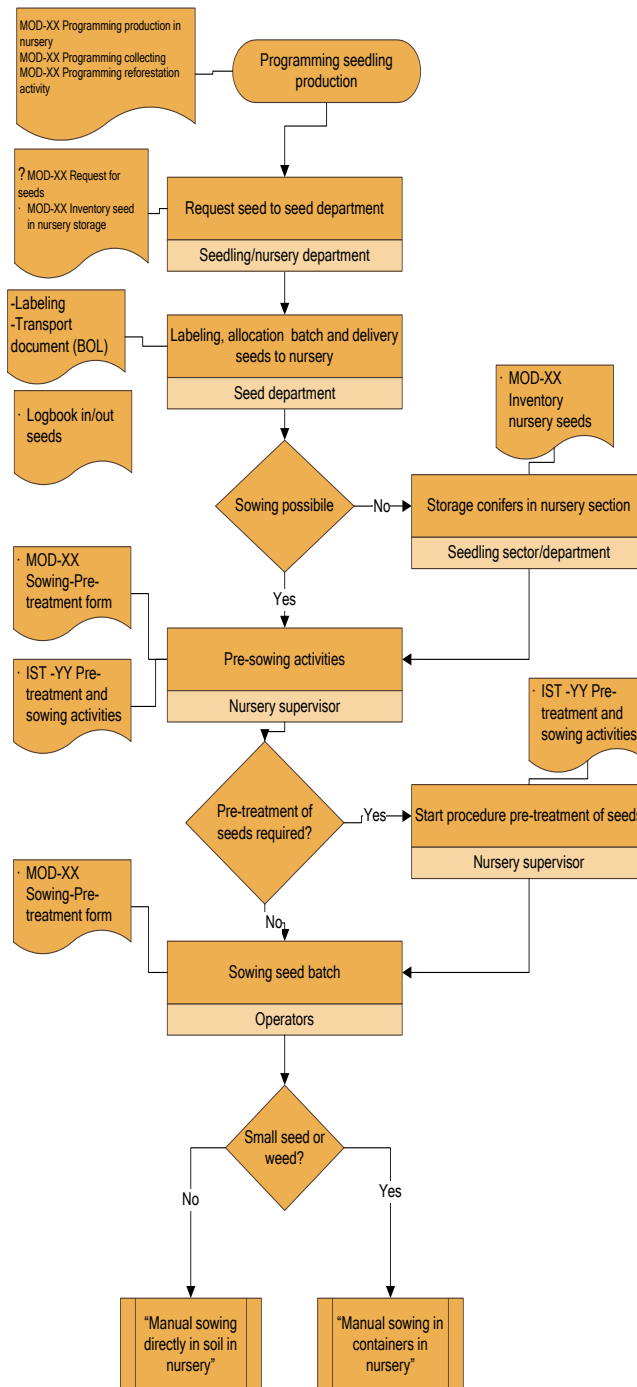 MOD-XX Programming production in
nursery
MOD-XX Programming collecting
MOD-XX Programming reforestation
activity
Programming seedling
production
? MOD-XX Request for
seeds
· MOD-XX Inventory seed
in nursery storage
Request seed to seed department
Seedling/nursery department
-Labeling
-Transport
document (BOL)
Labeling, allocation batch and delivery
seeds to nursery
Seed department
· Logbook in/out
seeds
· MOD-XX
Inventory
nursery seeds
Sowing possibile
No
Storage conifers in nursery section
Seedling sector/department
Yes
· MOD-XX
Sowing-Pre-
treatment form
· IST -YY Pre-
treatment and
sowing activities
Pre-sowing activities
Nursery supervisor
· IST -YY Pre-
treatment and
sowing activities
Pre-treatment of
seeds required?
Yes
Start procedure pre-treatment of seeds
Nursery supervisor
No
· MOD-XX
Sowing-Pre-
treatment form
Sowing seed batch
Operators
Small seed or
weed?
No
Yes
“Manual sowing
directly in soil in
nursery”
“Manual sowing in
containers in
nursery”